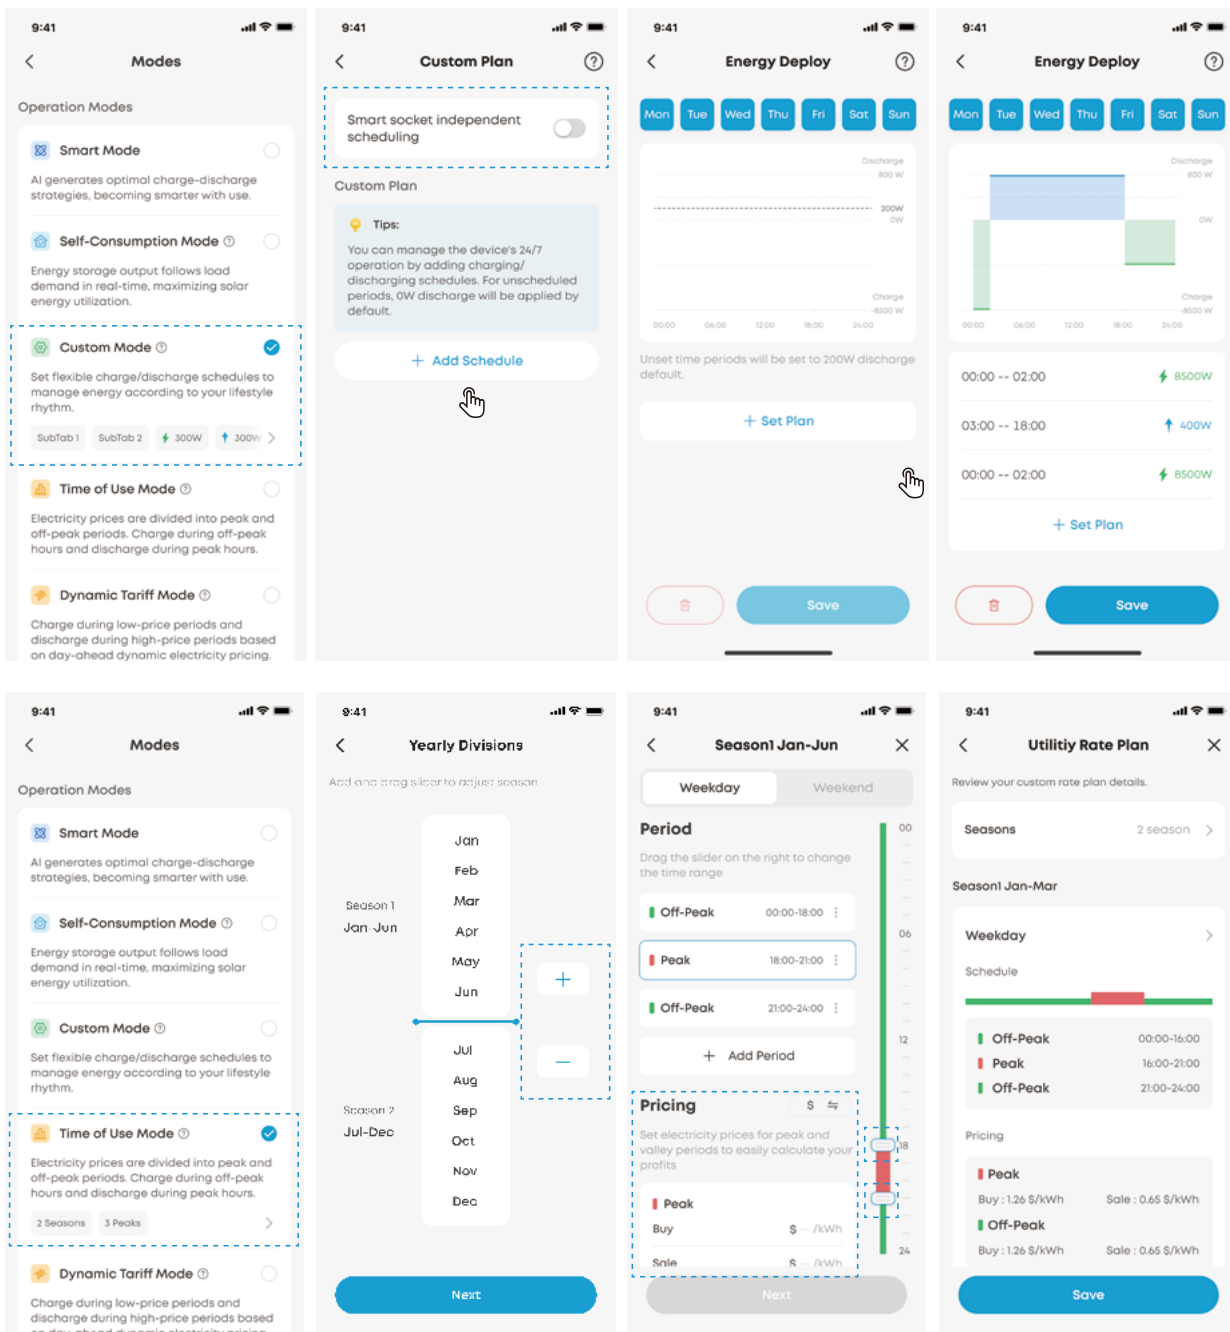 9:41
Modes
Operation Modes
Smart Mode
AI generates optimal charge-discharge
strategies, becoming smarter with use.
Self-Consumption Mode
Energy storage output follows load
demand in real-time, maximizing solar
energy utilization.
Custom Mode
Set flexible charge/discharge schedules to
manage energy according to your lifestyle
rhythm.
SubTab 1 SubTab 2 300W 300W
Time of Use Mode
Electricity prices are divided into peak and
off-peak periods. Charge during off-peak
hours and discharge during peak hours.
Dynamic Tariff Mode
Charge during low-price periods and
discharge during high-price periods based
on day-ahead dynamic electricity pricing.
9:41
Custom Plan
Smart socket independent
scheduling
Custom Plan
Tips:
You can manage the device's 24/7
operation by adding charging/
discharging schedules. For unscheduled
periods, 0W discharge will be applied by
default.
+ Add Schedule
9:41
Energy Deploy
Mon Tue Wed Thu Fri Sat Sun
Discharge
800 W
200W
0W
Charge
-8500 W
00:00 06:00 12:00 18:00 24:00
Unset time periods will be set to 200W discharge
default.
+ Set Plan
Save
9:41
Energy Deploy
Mon Tue Wed Thu Fri Sat Sun
Discharge
800 W
0W
Charge
-8500 W
00:00 06:00 12:00 18:00 24:00
00:00 -- 02:00 8500W
03:00 -- 18:00 400W
00:00 -- 02:00 8500W
+ Set Plan
Save
9:41
Modes
Operation Modes
Smart Mode
AI generates optimal charge-discharge
strategies, becoming smarter with use.
Self-Consumption Mode
Energy storage output follows load
demand in real-time, maximizing solar
energy utilization.
Custom Mode
Set flexible charge/discharge schedules to
manage energy according to your lifestyle
rhythm.
Time of Use Mode
Electricity prices are divided into peak and
off-peak periods. Charge during off-peak
hours and discharge during peak hours.
2 Seasons 3 Peaks
Dynamic Tariff Mode
Charge during low-price periods and
discharge during high-price periods based
on day-ahead dynamic electricity pricing.
9:41
Yearly Divisions
Add and drag slider to adjust season
Season 1
Jan-Jun
Jan
Feb
Mar
Apr
May
Jun
+
−
Season 2
Jul-Dec
Jul
Aug
Sep
Oct
Nov
Dec
Next
9:41
Season1 Jan-Jun
Weekday Weekend
Period
Drag the slider on the right to change
the time range
Off-Peak 00:00-18:00
Peak 18:00-21:00
Off-Peak 21:00-24:00
+ Add Period
Pricing $
Set electricity prices for peak and
valley periods to easily calculate your
profits
Peak
Buy $ -- /kWh
Sale $ -- /kWh
Next
00
06
12
18
24
9:41
Utilitiy Rate Plan
Review your custom rate plan details.
Seasons 2 season
Season1 Jan-Mar
Weekday
Schedule
Off-Peak 00:00-16:00
Peak 16:00-21:00
Off-Peak 21:00-24:00
Pricing
Peak
Buy : 1.26 $/kWh Sale : 0.65 $/kWh
Off-Peak
Buy : 1.26 $/kWh Sale : 0.65 $/kWh
Save